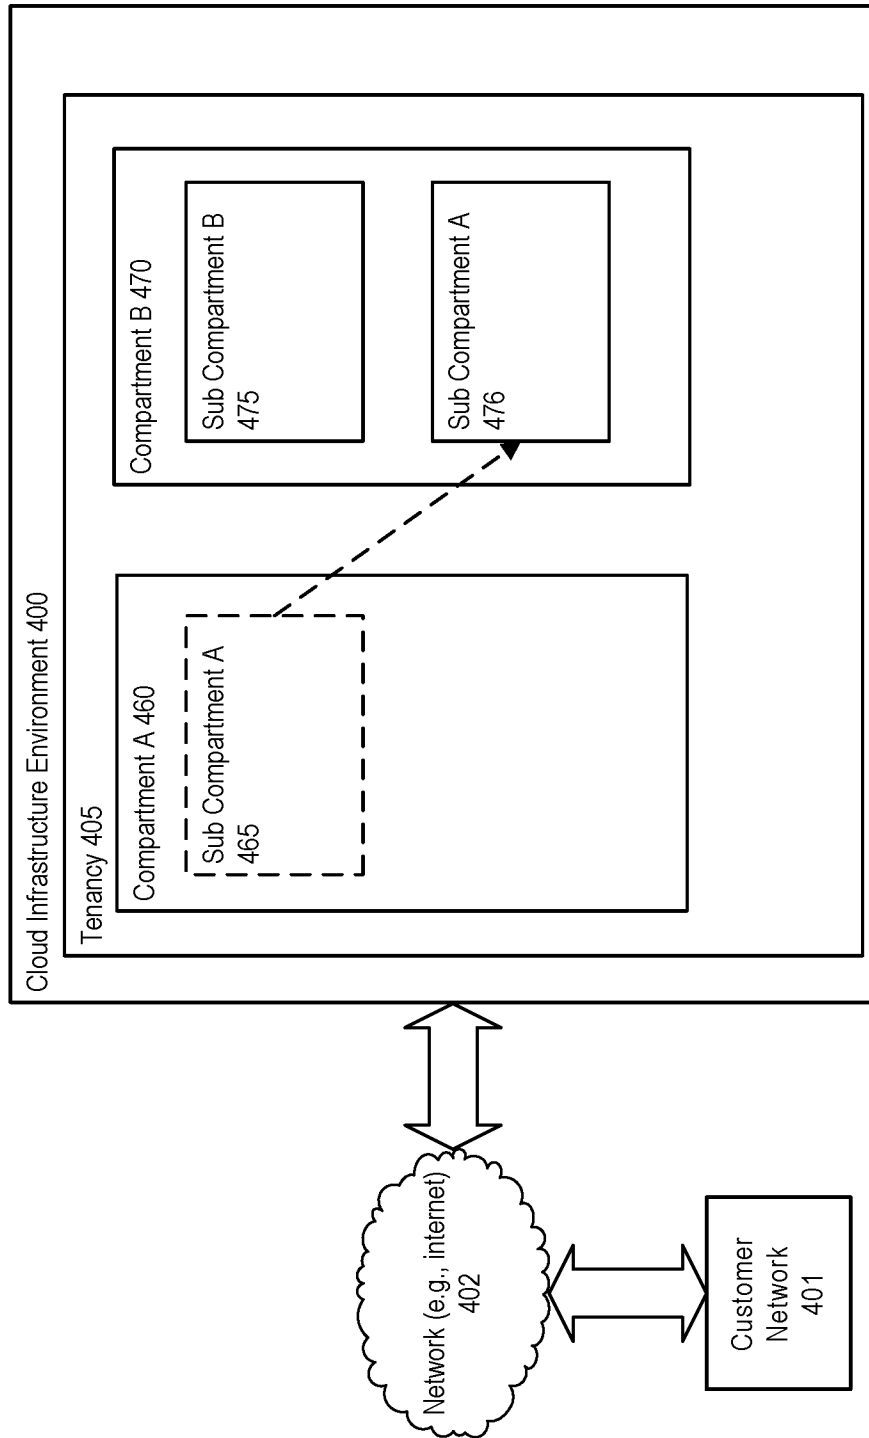 Cloud Infrastructure Environment 400
Tenancy 405
Compartment A 460
Sub Compartment A
465
Compartment B 470
Sub Compartment B
475
Sub Compartment A
476
Network (e.g., internet)
402
Customer
Network
401